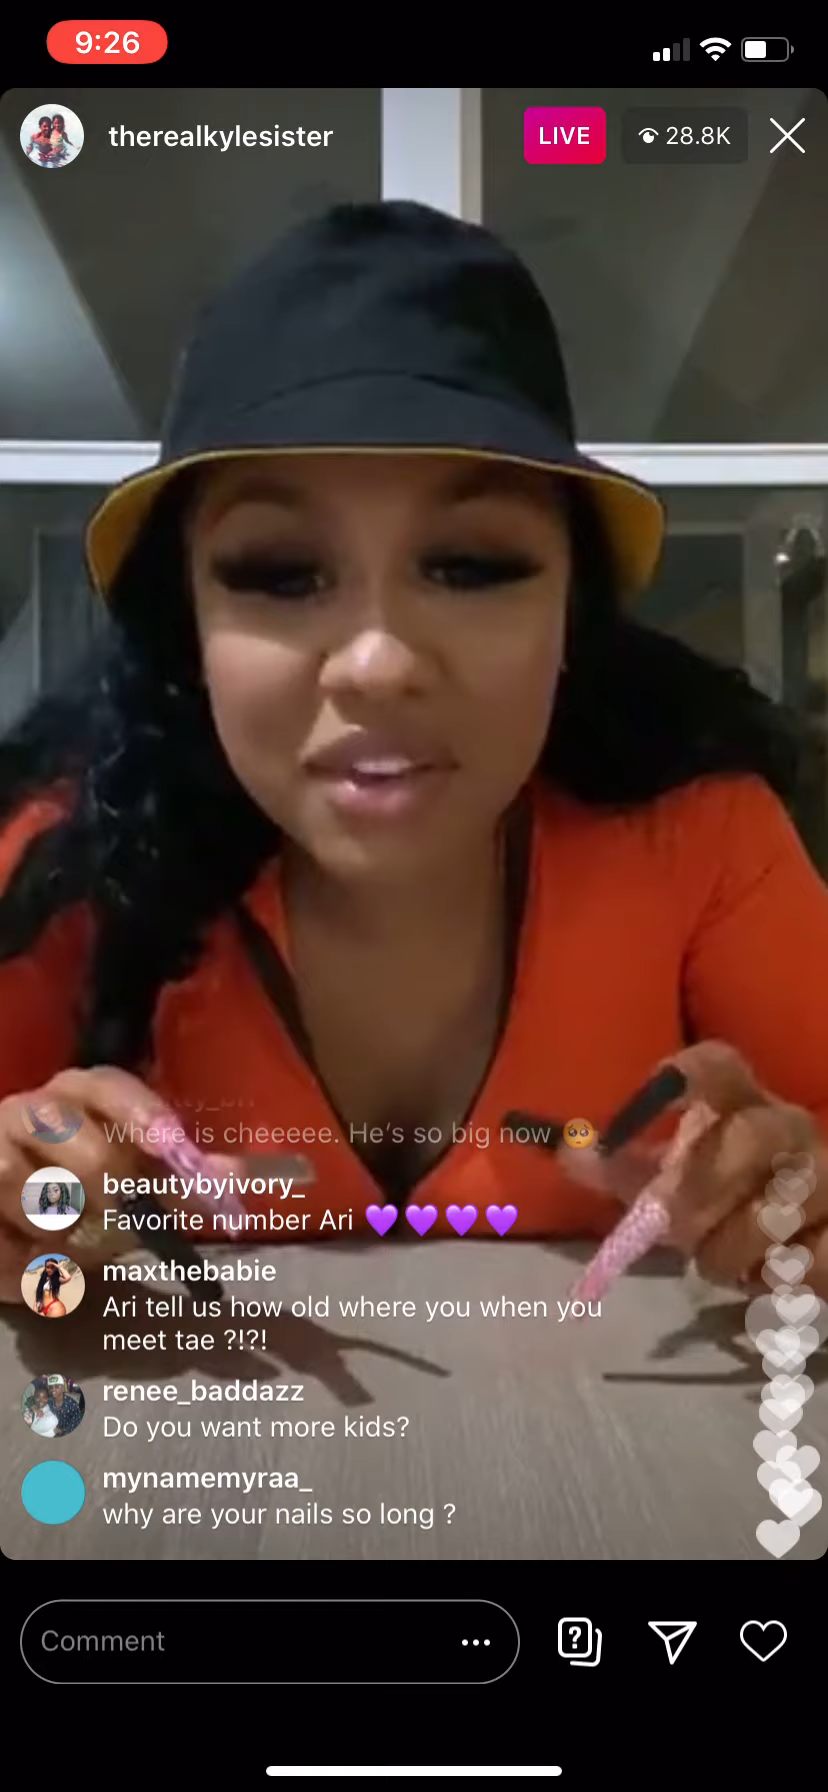 9:26
therealkylesister
LIVE
28.8K
Where is cheeeee. He’s so big now 🥺
beautybyivory_
Favorite number Ari 💜💜💜💜
maxthebabie
Ari tell us how old where you when you
meet tae ?!?!
renee_baddazz
Do you want more kids?
mynamemyraa_
why are your nails so long ?
Comment
?